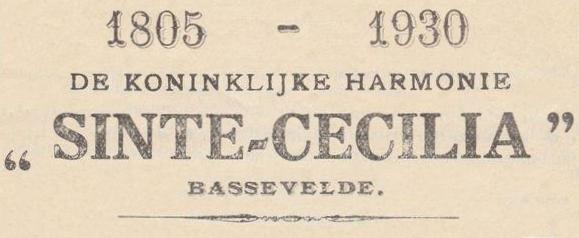 1805 - 1930
DE KONINKLIJKE HARMONIE
“ SINTE-CECILIA ”
BASSEVELDE.